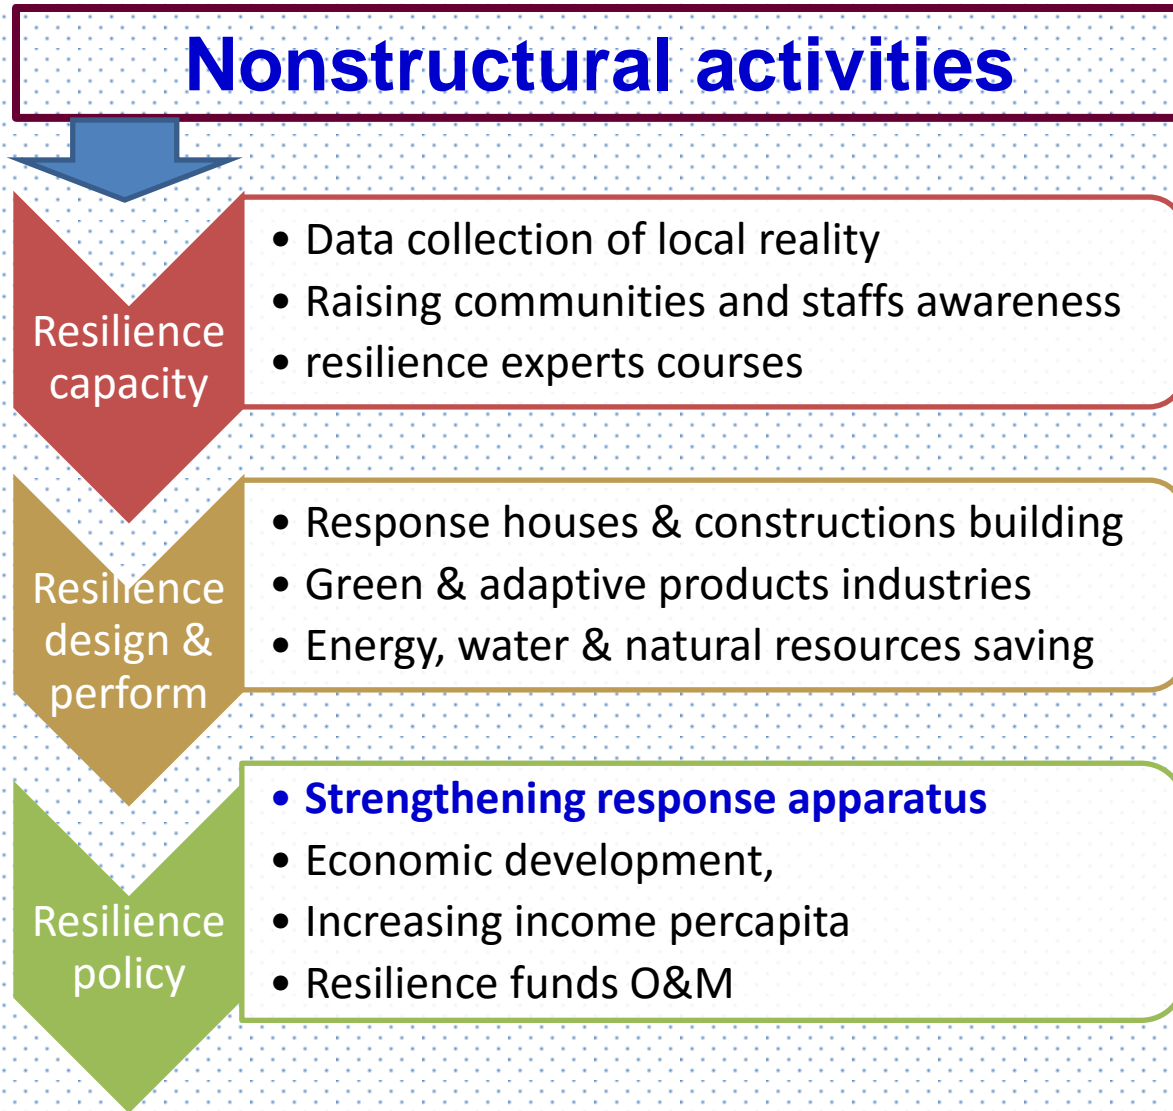 Nonstructural activities
Resilience
capacity
• Data collection of local reality
• Raising communities and staffs awareness
• resilience experts courses
Resilience
design &
perform
• Response houses & constructions building
• Green & adaptive products industries
• Energy, water & natural resources saving
Resilience
policy
• Strengthening response apparatus
• Economic development,
• Increasing income percapita
• Resilience funds O&M